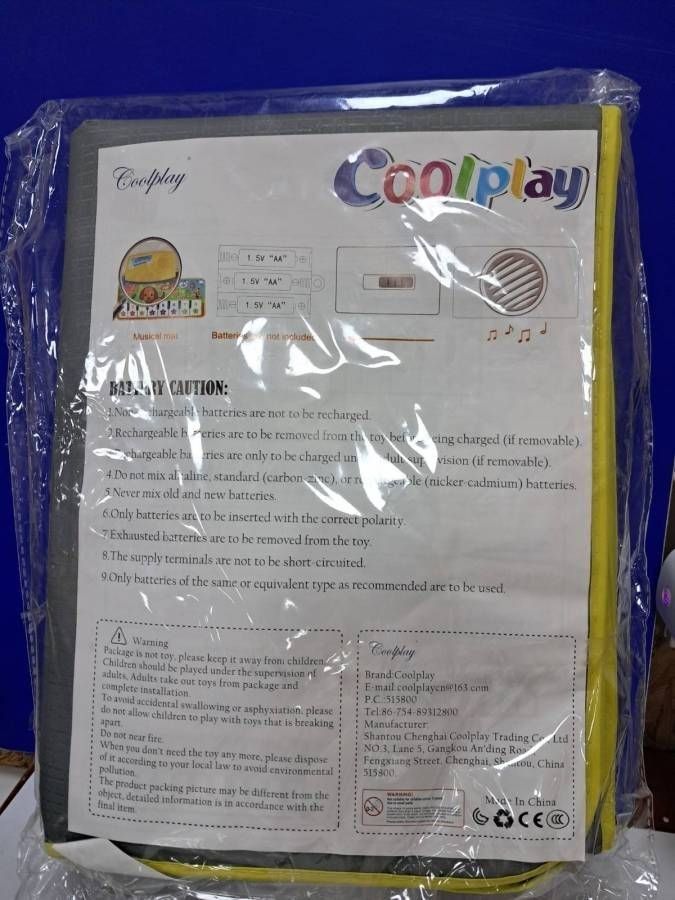 Coolplay
Coolplay
1.5V "AA"
1.5V "AA"
1.5V "AA"
Musical mat
Batteries not included
CAUTION:
batteries are not to be recharged.
2.Rechargeable batteries are to be removed from the toy being charged (if removable).
batteries are only to be charged (if removable).
4.Do not mix alkaline, standard (carbon-zinc), or (nicker-cadmium) batteries.
5.Never mix old and new batteries.
6.Only batteries are to be inserted with the correct polarity.
7.Exhausted batteries are to be removed from the toy.
8.The supply terminals are not to be short-circuited.
9.Only batteries of the same or equivalent type as recommended are to be used.
Warning
Package is not toy, please keep it away from children.
Children should be played under the supervision of
adults, Adults take out toys from package and
complete installation.
To avoid accidental swallowing or asphyxiation, please
do not allow children to play with toys that is breaking
apart.
Do not near fire.
When you don't need the toy any more, please dispose
of it according to your local law to avoid environmental
pollution.
The product packing picture may be different from the
object, detailed information is in accordance with the
final item.
Coolplay
Brand:Coolplay
E-mail:coolplaycn@163.com
P.C.:515800
Tel:86-754-89312800
Manufacturer:
Shantou Chenghai Coolplay Trading Co., Ltd
NO.3, Lane 5, Gangkou An'ding Road,
Fengxiang Street, Chenghai, Shantou, China
515800.
WARNING:
Made In China
CE
CCC